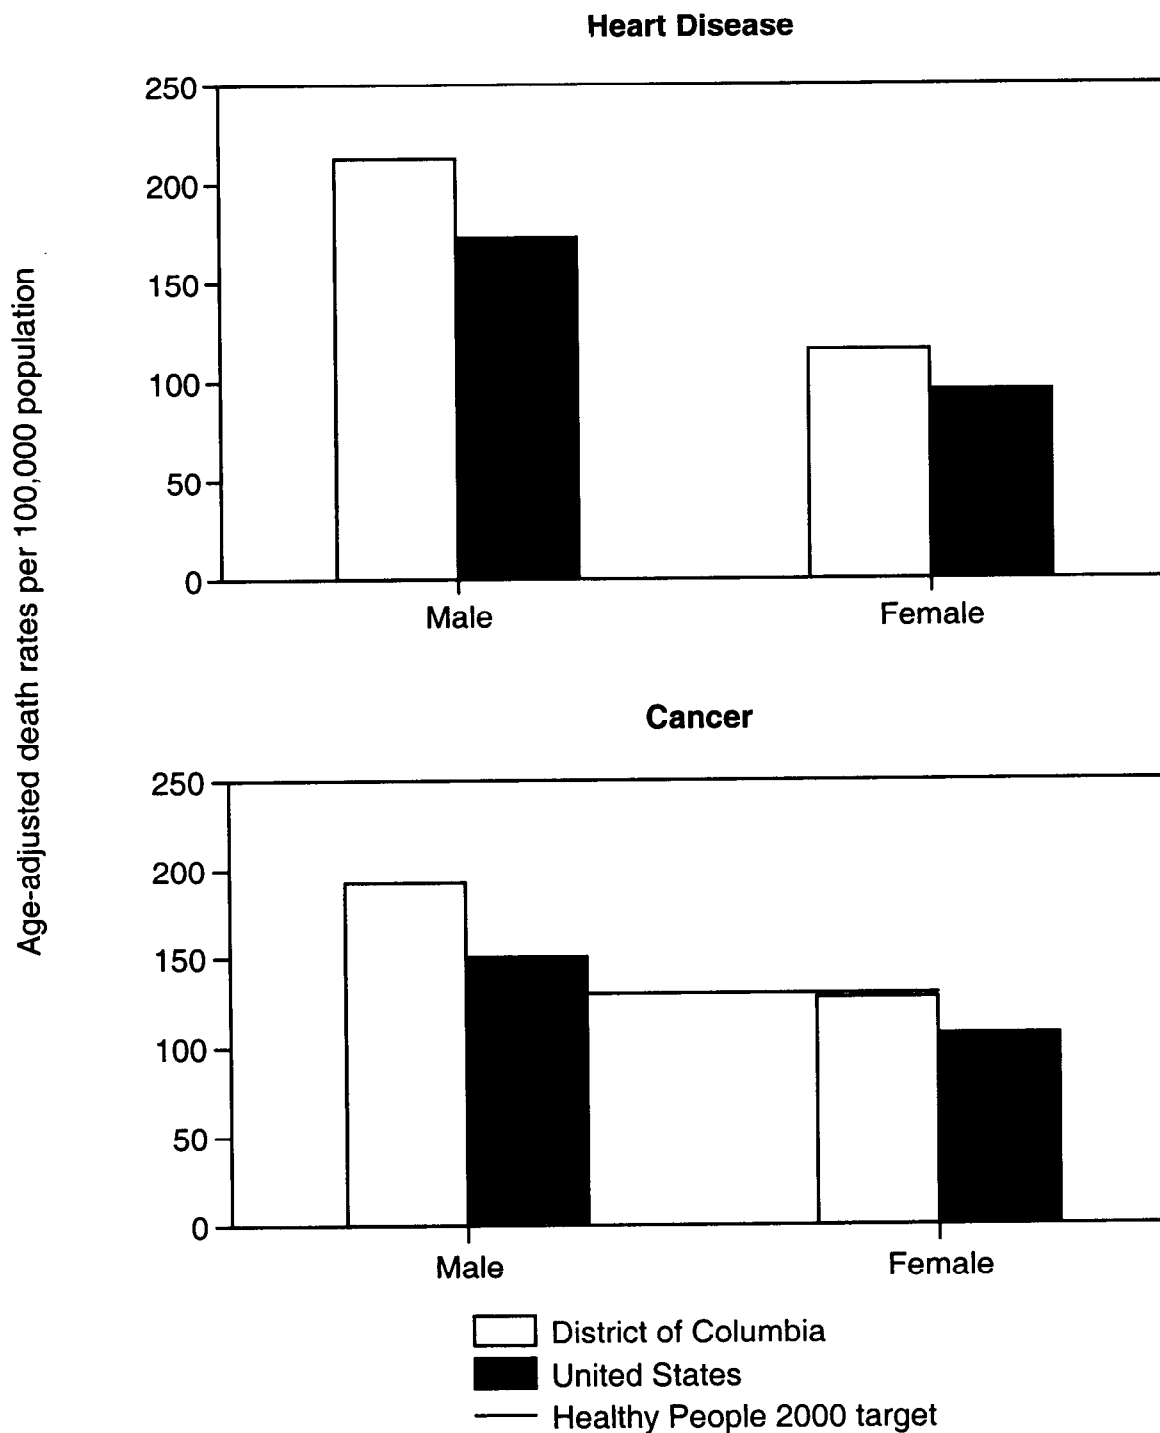 Heart Disease
250
200
150
100
50
0
Male Female
Age-adjusted death rates per 100,000 population
Cancer
250
200
150
100
50
0
Male Female
District of Columbia
United States
Healthy People 2000 target